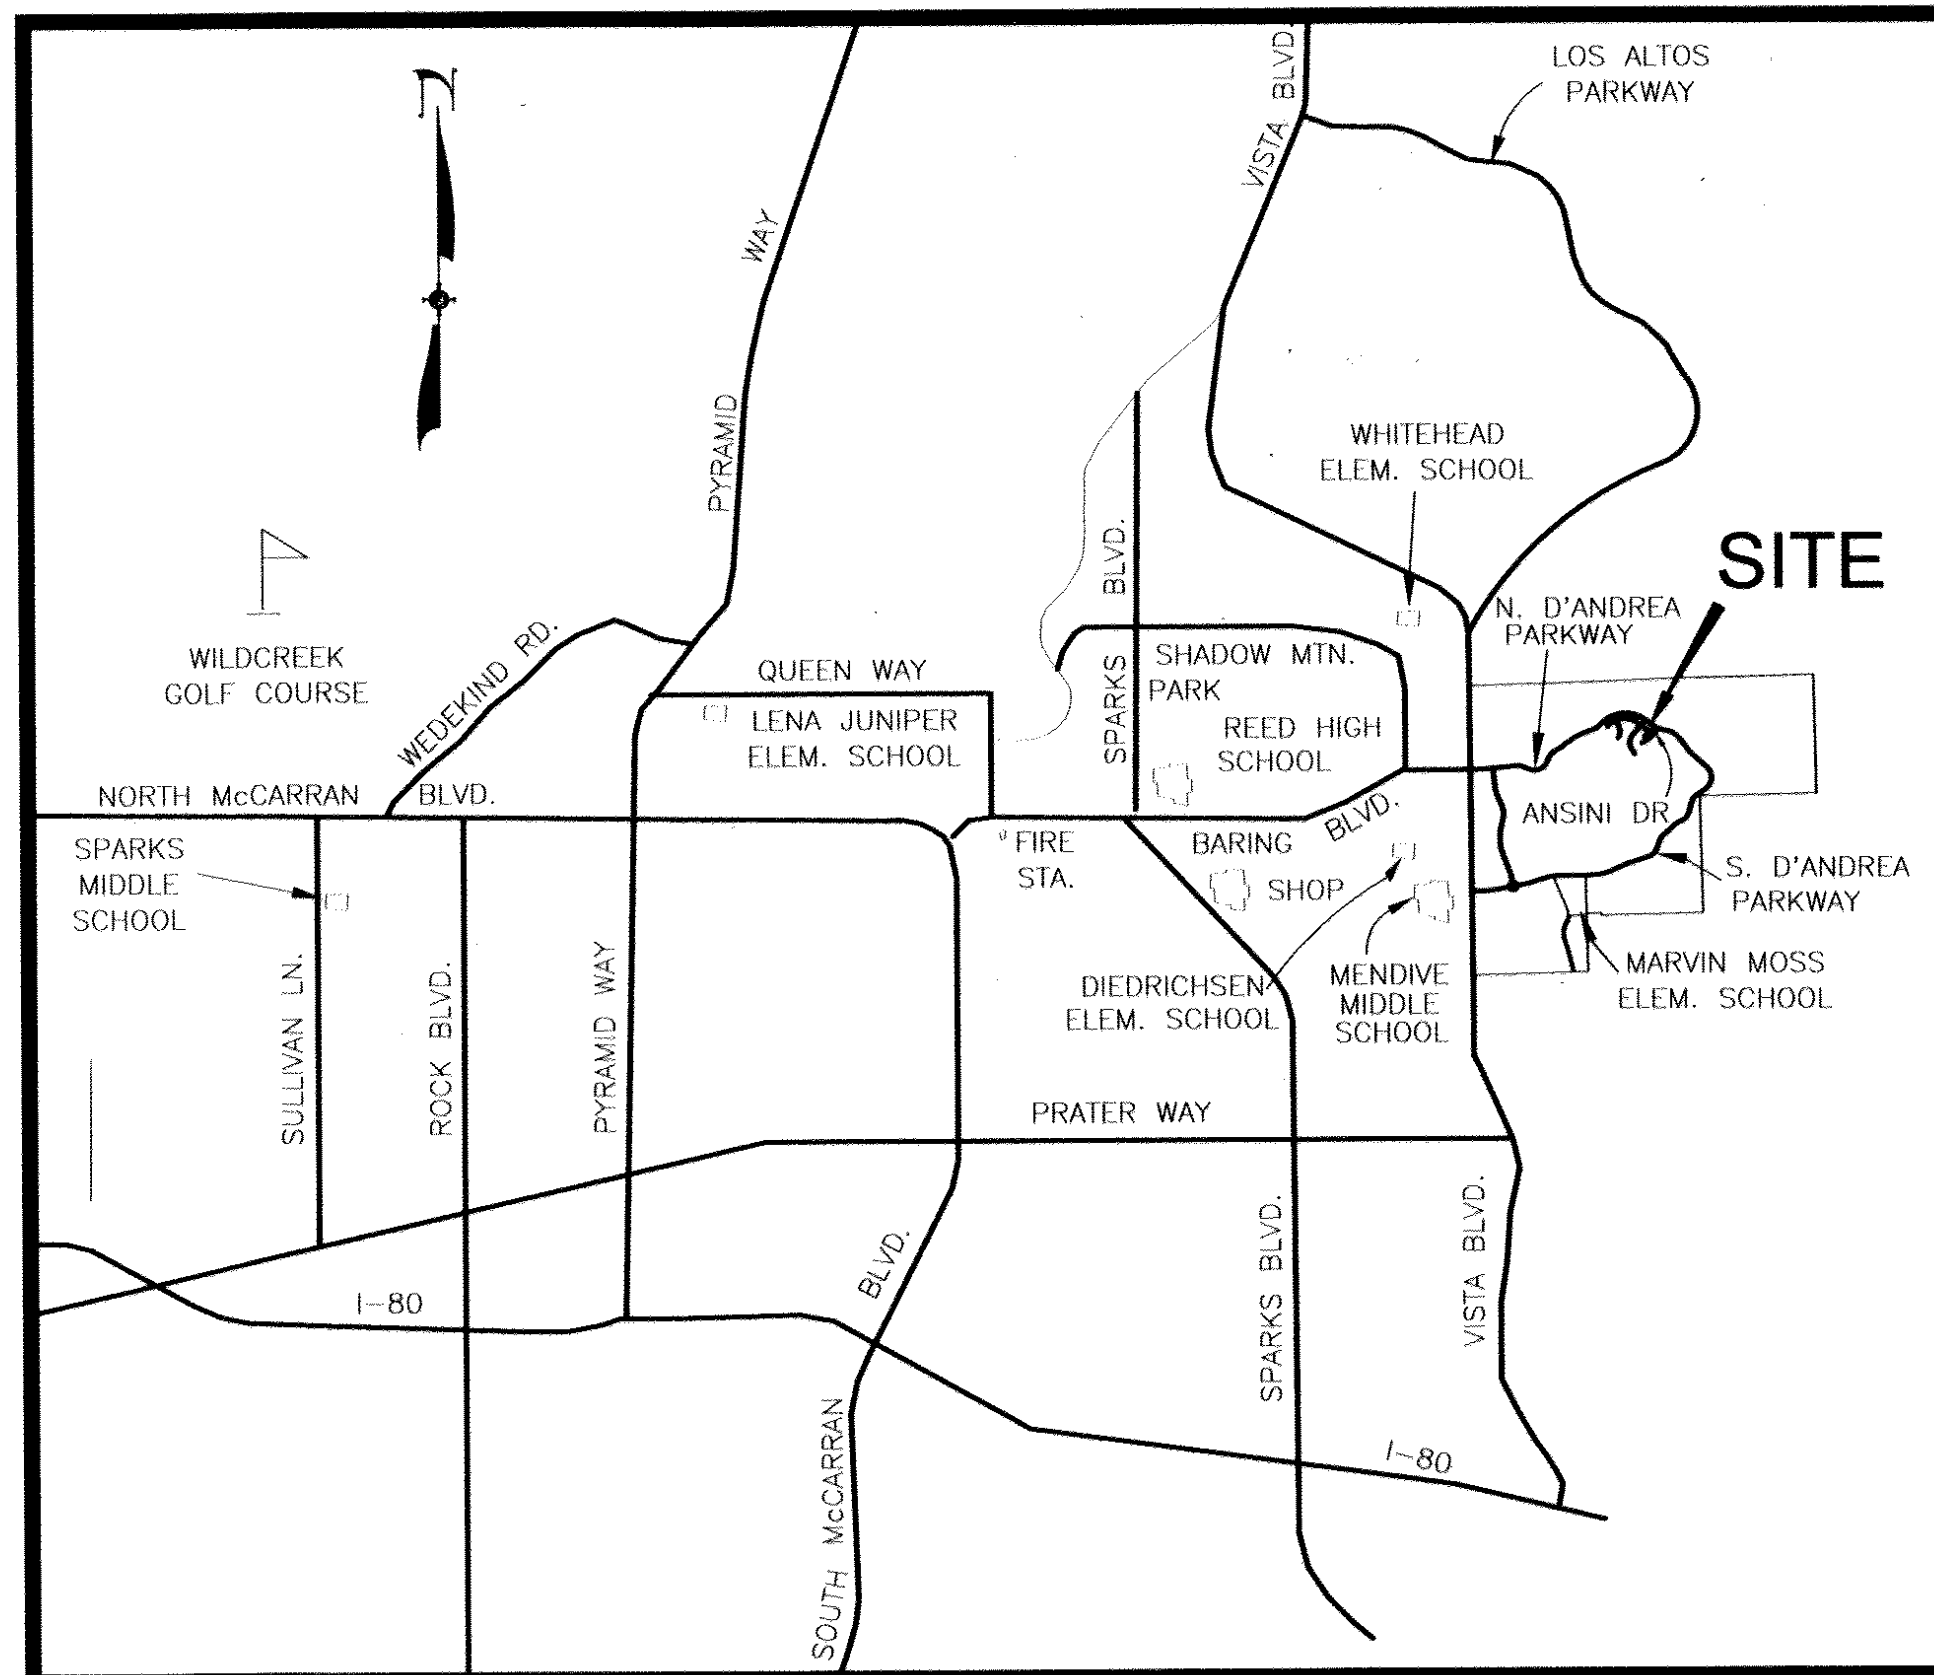 LOS ALTOS
PARKWAY
N
VISTA BLVD.
PYRAMID WAY
WHITEHEAD
ELEM. SCHOOL
SITE
SPARKS BLVD.
N. D'ANDREA
PARKWAY
WILDCREEK
GOLF COURSE
WEDEKIND RD.
QUEEN WAY
LENA JUNIPER
ELEM. SCHOOL
SHADOW MTN.
PARK
REED HIGH
SCHOOL
NORTH McCARRAN BLVD.
ANSINI DR
SPARKS
MIDDLE
SCHOOL
FIRE
STA.
BARING BLVD.
SHOP
S. D'ANDREA
PARKWAY
DIEDRICHSEN
ELEM. SCHOOL
MENDIVE
MIDDLE
SCHOOL
MARVIN MOSS
ELEM. SCHOOL
SULLIVAN LN.
ROCK BLVD.
PYRAMID WAY
PRATER WAY
I-80
SOUTH McCARRAN BLVD.
SPARKS BLVD.
VISTA BLVD.
I-80